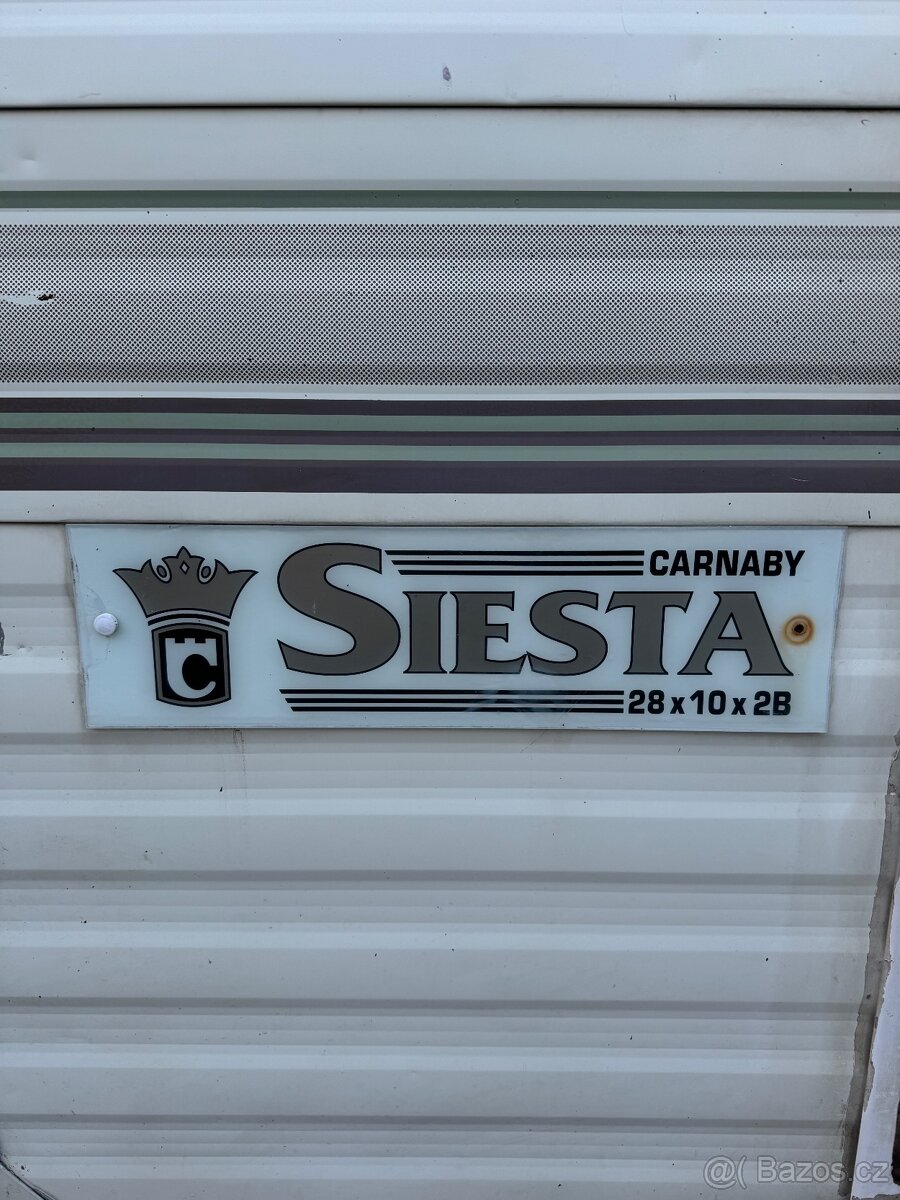 CARNABY
SIESTA
C
28 x 10 x 2B
@( Bazos.cz